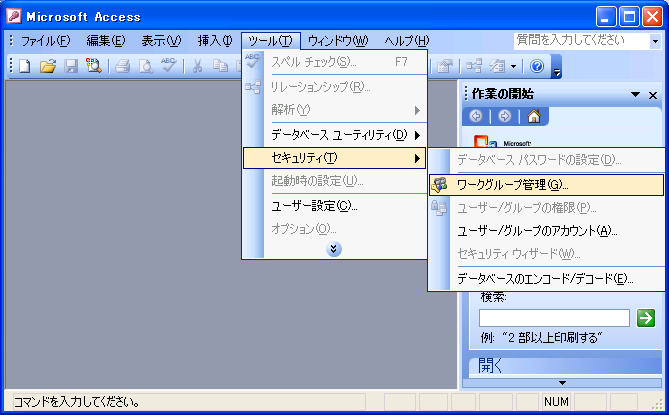 Microsoft Access
ファイル(F) 編集(E) 表示(V) 挿入(I) ツール(T) ウィンドウ(W) ヘルプ(H) 質問を入力してください
スペル チェック(S)... F7
リレーションシップ(R)...
解析(Y)
データベース ユーティリティ(D)
セキュリティ(T)
起動時の設定(U)...
ユーザー設定(C)...
オプション(O)...
作業の開始
Microsoft
データベース パスワードの設定(D)...
ワークグループ管理(G)...
ユーザー/グループの権限(P)...
ユーザー/グループのアカウント(A)...
セキュリティ ウィザード(W)...
データベースのエンコード/デコード(E)...
検索:
例: "2 部以上印刷する"
開く
コマンドを入力してください。 NUM